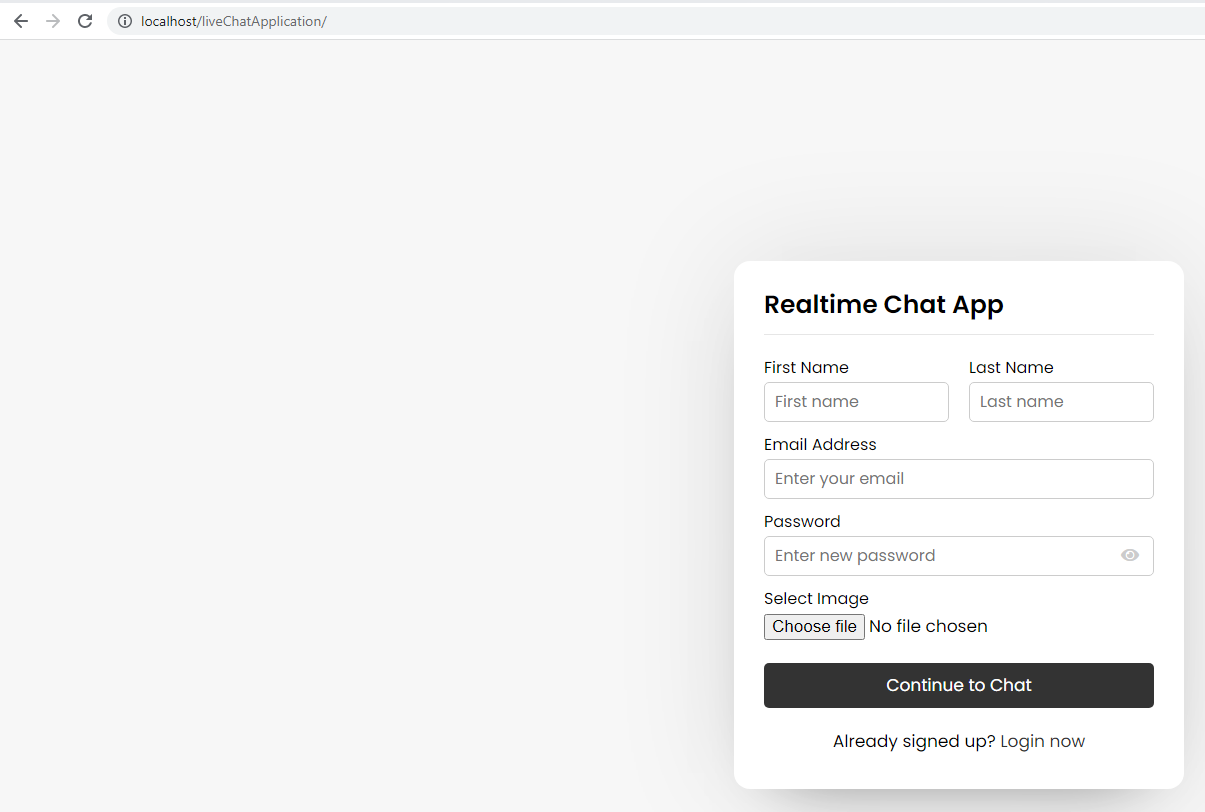 localhost/liveChatApplication/
Realtime Chat App
First Name Last Name
First name Last name
Email Address
Enter your email
Password
Enter new password
Select Image
Choose file No file chosen
Continue to Chat
Already signed up? Login now